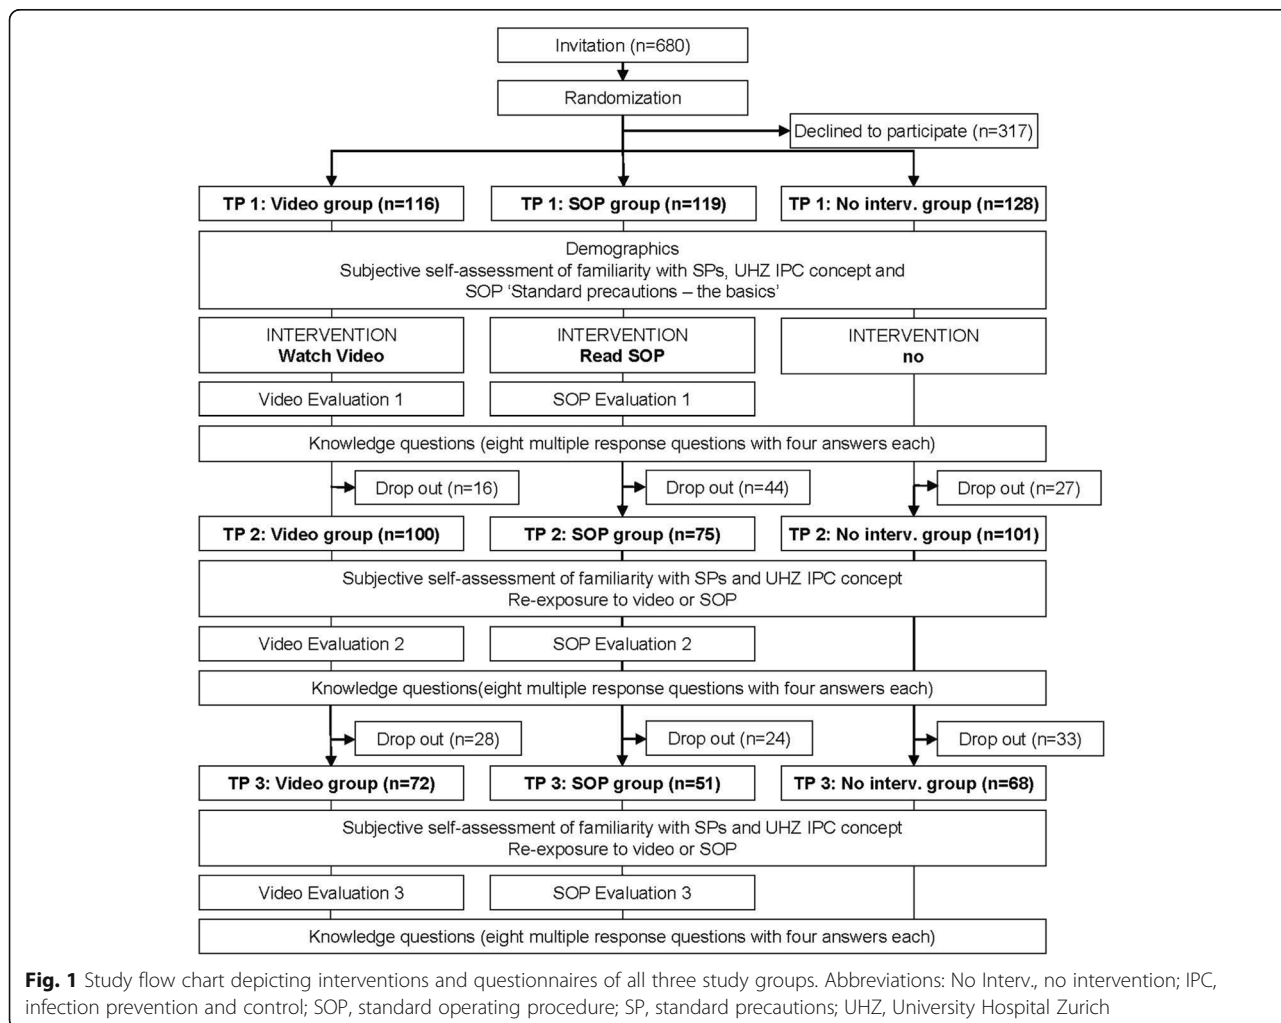 Invitation (n=680)
Randomization
Declined to participate (n=317)
TP 1: Video group (n=116)
TP 1: SOP group (n=119)
TP 1: No interv. group (n=128)
Demographics
Subjective self-assessment of familiarity with SPs, UHZ IPC concept and
SOP ‘Standard precautions – the basics’
INTERVENTION
Watch Video
INTERVENTION
Read SOP
INTERVENTION
no
Video Evaluation 1
SOP Evaluation 1
Knowledge questions (eight multiple response questions with four answers each)
Drop out (n=16)
Drop out (n=44)
Drop out (n=27)
TP 2: Video group (n=100)
TP 2: SOP group (n=75)
TP 2: No interv. group (n=101)
Subjective self-assessment of familiarity with SPs and UHZ IPC concept
Re-exposure to video or SOP
Video Evaluation 2
SOP Evaluation 2
Knowledge questions(eight multiple response questions with four answers each)
Drop out (n=28)
Drop out (n=24)
Drop out (n=33)
TP 3: Video group (n=72)
TP 3: SOP group (n=51)
TP 3: No interv. group (n=68)
Subjective self-assessment of familiarity with SPs and UHZ IPC concept
Re-exposure to video or SOP
Video Evaluation 3
SOP Evaluation 3
Knowledge questions (eight multiple response questions with four answers each)
Fig. 1 Study flow chart depicting interventions and questionnaires of all three study groups. Abbreviations: No Interv., no intervention; IPC,
infection prevention and control; SOP, standard operating procedure; SP, standard precautions; UHZ, University Hospital Zurich